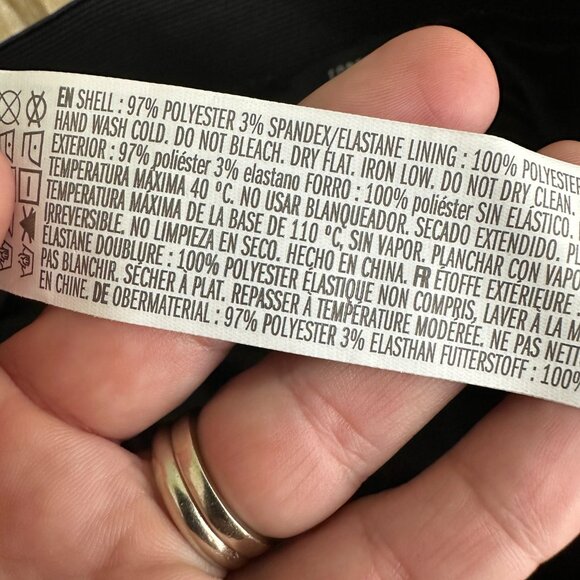 EN SHELL : 97% POLYESTER 3% SPANDEX/ELASTANE LINING : 100% POLYESTER
HAND WASH COLD. DO NOT BLEACH. DRY FLAT. IRON LOW. DO NOT DRY CLEAN.
EXTERIOR : 97% poliéster 3% elastano FORRO : 100% poliéster SIN ELÁSTICO.
TEMPERATURA MÁXIMA 40 ºC. NO USAR BLANQUEADOR. SECADO EXTENDIDO.
TEMPERATURA MÁXIMA DE LA BASE DE 110 ºC, SIN VAPOR. PLANCHAR CON VAPO
IRREVERSIBLE. NO LIMPIEZA EN SECO. HECHO EN CHINA. FR ÉTOFFE EXTÉRIEURE :
ÉLASTANE DOUBLURE : 100% POLYESTER ÉLASTIQUE NON COMPRIS, LAVER À LA M
PAS BLANCHIR, SÉCHER À PLAT. REPASSER À TEMPÉRATURE MODÉRÉE. NE PAS NETT
EN CHINE. DE OBERMATERIAL : 97% POLYESTER 3% ELASTHAN FUTTERSTOFF : 100%